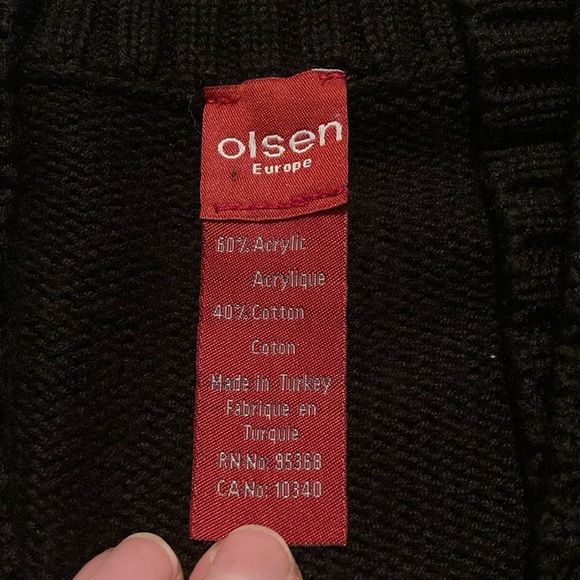 olsen
Europe
60% Acrylic
Acrylique
40% Cotton
Coton
Made in Turkey
Fabrique en
Turquie
RN No: 95368
CA No: 10340